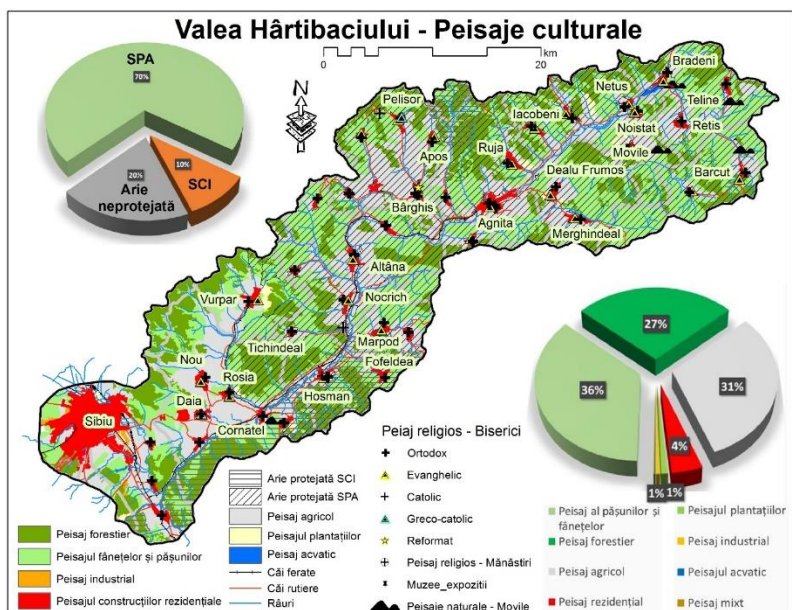 Valea Hârtibaciului - Peisaje culturale
0 20
km
N
SPA
70%
20%
Arie
neprotejată
10%
SCI
Bradeni
Netus
Teline
Pelisor
Iacobeni
Noistat
Retis
Apos
Ruja
Movile
Dealu Frumos
Barcut
Bârghis
Agnita
Merghindeal
Altâna
Vurpar
Nocrich
Tichindeal
Marpod
Nou
Fofeldea
Rosia
Hosman
Daia
Sibiu
Cornatel
27%
36%
31%
4%
1%
1%
Peisaj forestier
Peisajul fânețelor și pășunilor
Peisaj industrial
Peisajul construcțiilor rezidențiale
Arie protejată SCI
Arie protejată SPA
Peisaj agricol
Peisajul plantațiilor
Peisaj acvatic
Căi ferate
Căi rutiere
Râuri
Peiaj religios - Biserici
Ortodox
Evanghelic
Catolic
Greco-catolic
Reformat
Peisaj religios - Mănăstiri
Muzee_expozitii
Peisaje naturale - Movile
Peisaj al pășunilor și
fânețelor
Peisaj forestier
Peisaj agricol
Peisaj rezidențial
Peisajul plantațiilor
Peisaj industrial
Peisajul acvatic
Peisaj mixt